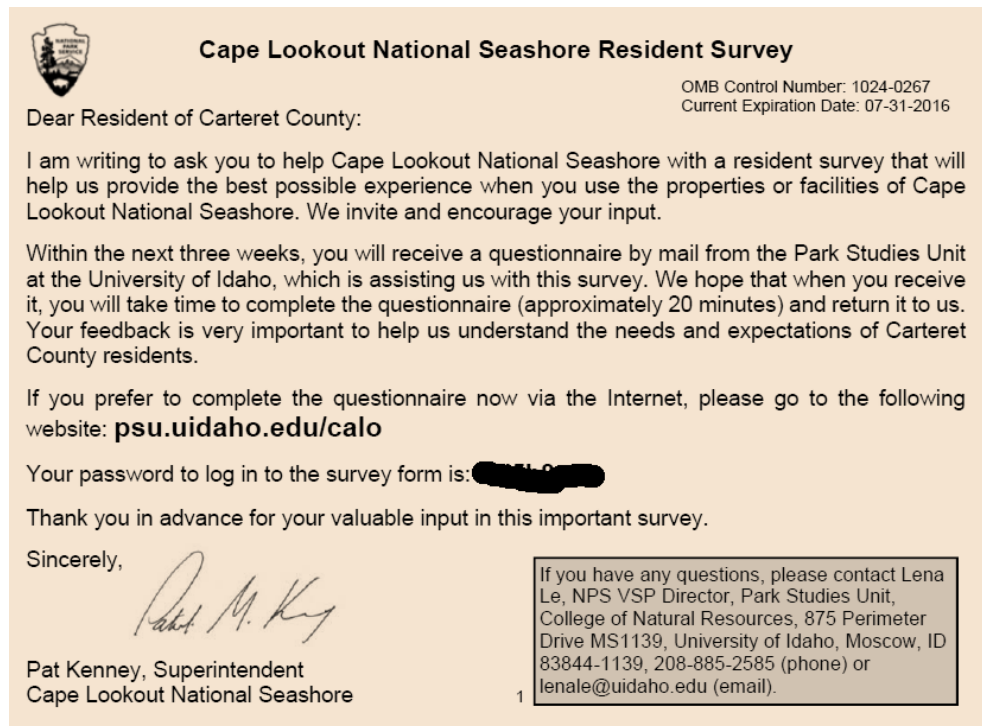 NATIONAL
PARK
SERVICE
Cape Lookout National Seashore Resident Survey
OMB Control Number: 1024-0267
Current Expiration Date: 07-31-2016
Dear Resident of Carteret County:
I am writing to ask you to help Cape Lookout National Seashore with a resident survey that will
help us provide the best possible experience when you use the properties or facilities of Cape
Lookout National Seashore. We invite and encourage your input.
Within the next three weeks, you will receive a questionnaire by mail from the Park Studies Unit
at the University of Idaho, which is assisting us with this survey. We hope that when you receive
it, you will take time to complete the questionnaire (approximately 20 minutes) and return it to us.
Your feedback is very important to help us understand the needs and expectations of Carteret
County residents.
If you prefer to complete the questionnaire now via the Internet, please go to the following
website: psu.uidaho.edu/calo
Your password to log in to the survey form is:
Thank you in advance for your valuable input in this important survey.
Sincerely,
Pat Kenney, Superintendent
Cape Lookout National Seashore
1
If you have any questions, please contact Lena
Le, NPS VSP Director, Park Studies Unit,
College of Natural Resources, 875 Perimeter
Drive MS1139, University of Idaho, Moscow, ID
83844-1139, 208-885-2585 (phone) or
lenale@uidaho.edu (email).